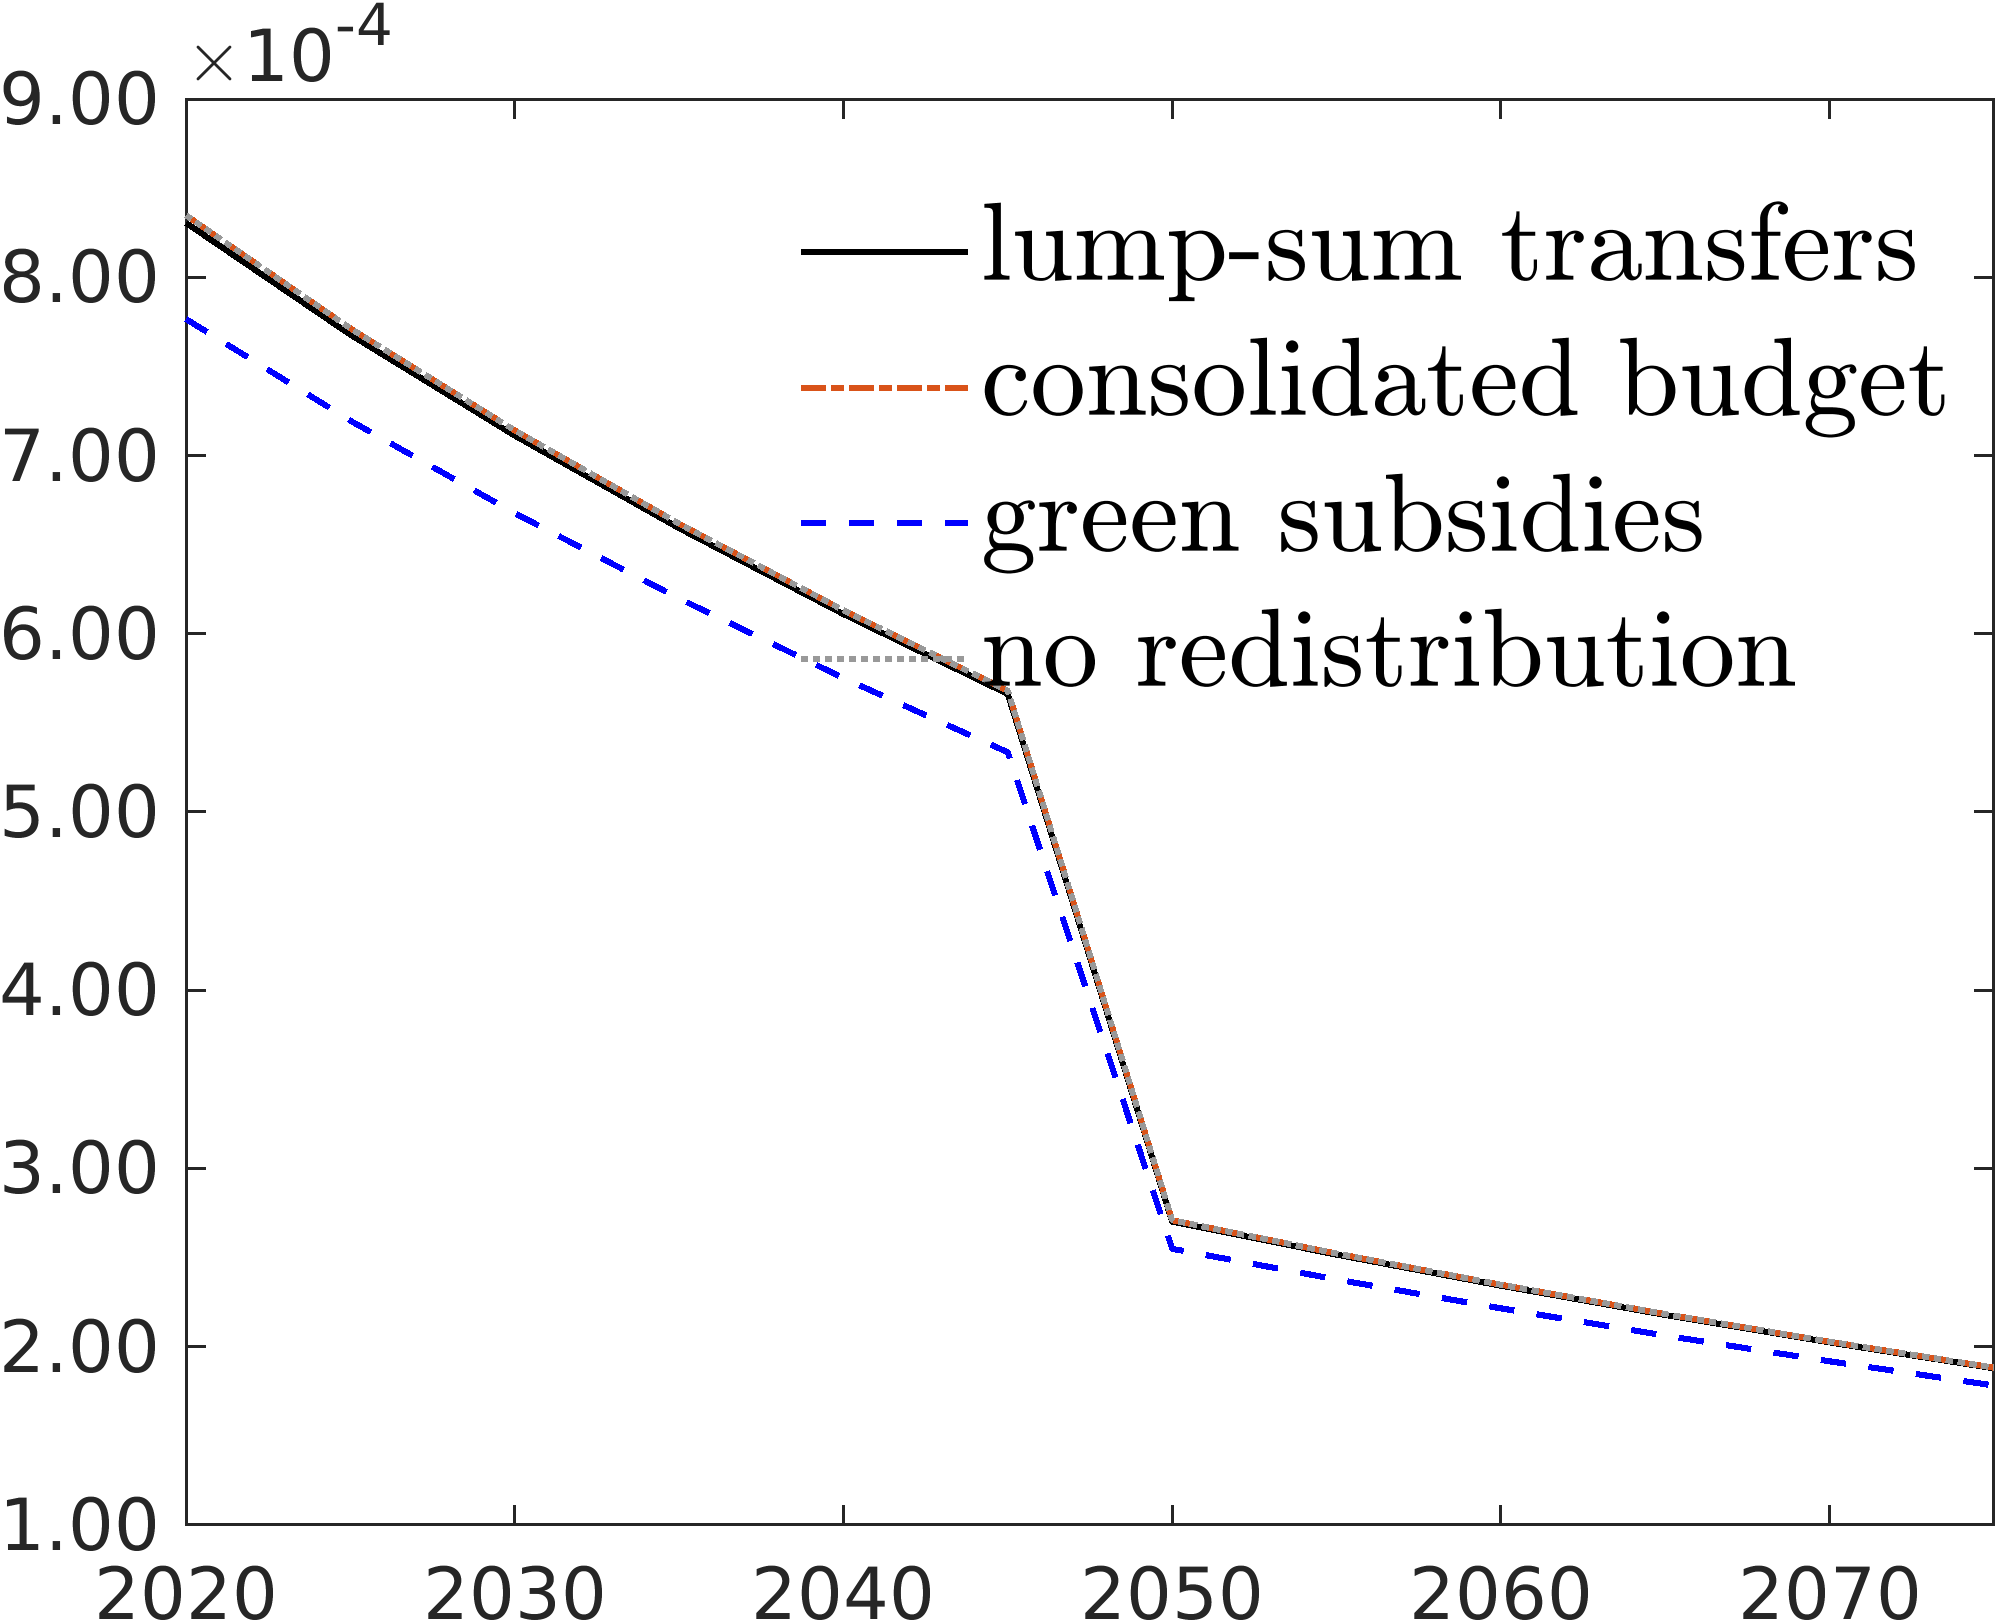 ×10-4
9.00
8.00
7.00
6.00
5.00
4.00
3.00
2.00
1.00
lump-sum transfers
consolidated budget
green subsidies
no redistribution
2020 2030 2040 2050 2060 2070